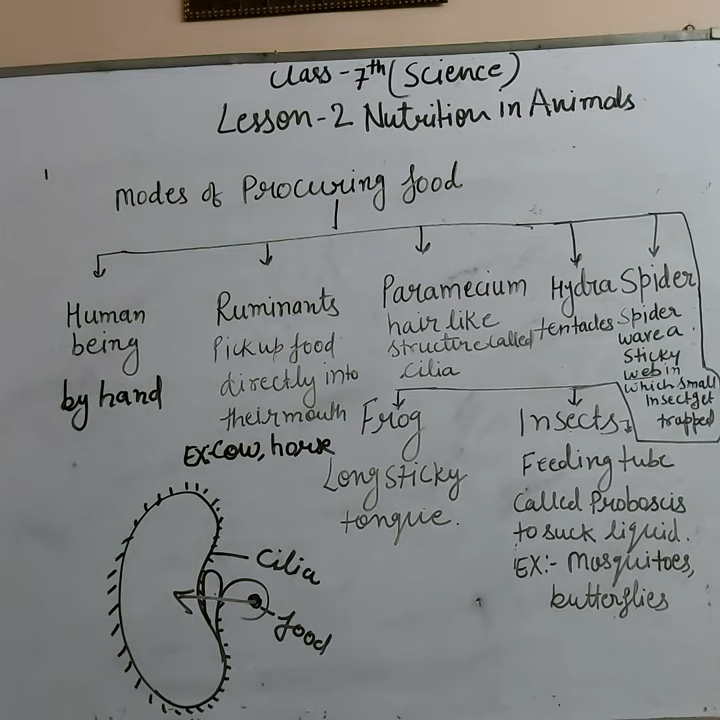 Class-7th (Science)
Lesson-2 Nutrition in Animals
Modes of Procuring food
Human
being
by hand
Ruminants
Pickup food
directly into
their mouth
Ex-Cow, horse
Paramecium
hair like
structure called
cilia
Hydra
tentacles
Spider
Spider
wave a
sticky
web in
which small
Insect get
trapped
Frog
Long sticky
tongue.
Insects
Feeding tube
called Proboscis
to suck liquid.
EX:- Mosquitoes,
butterflies
Cilia
food